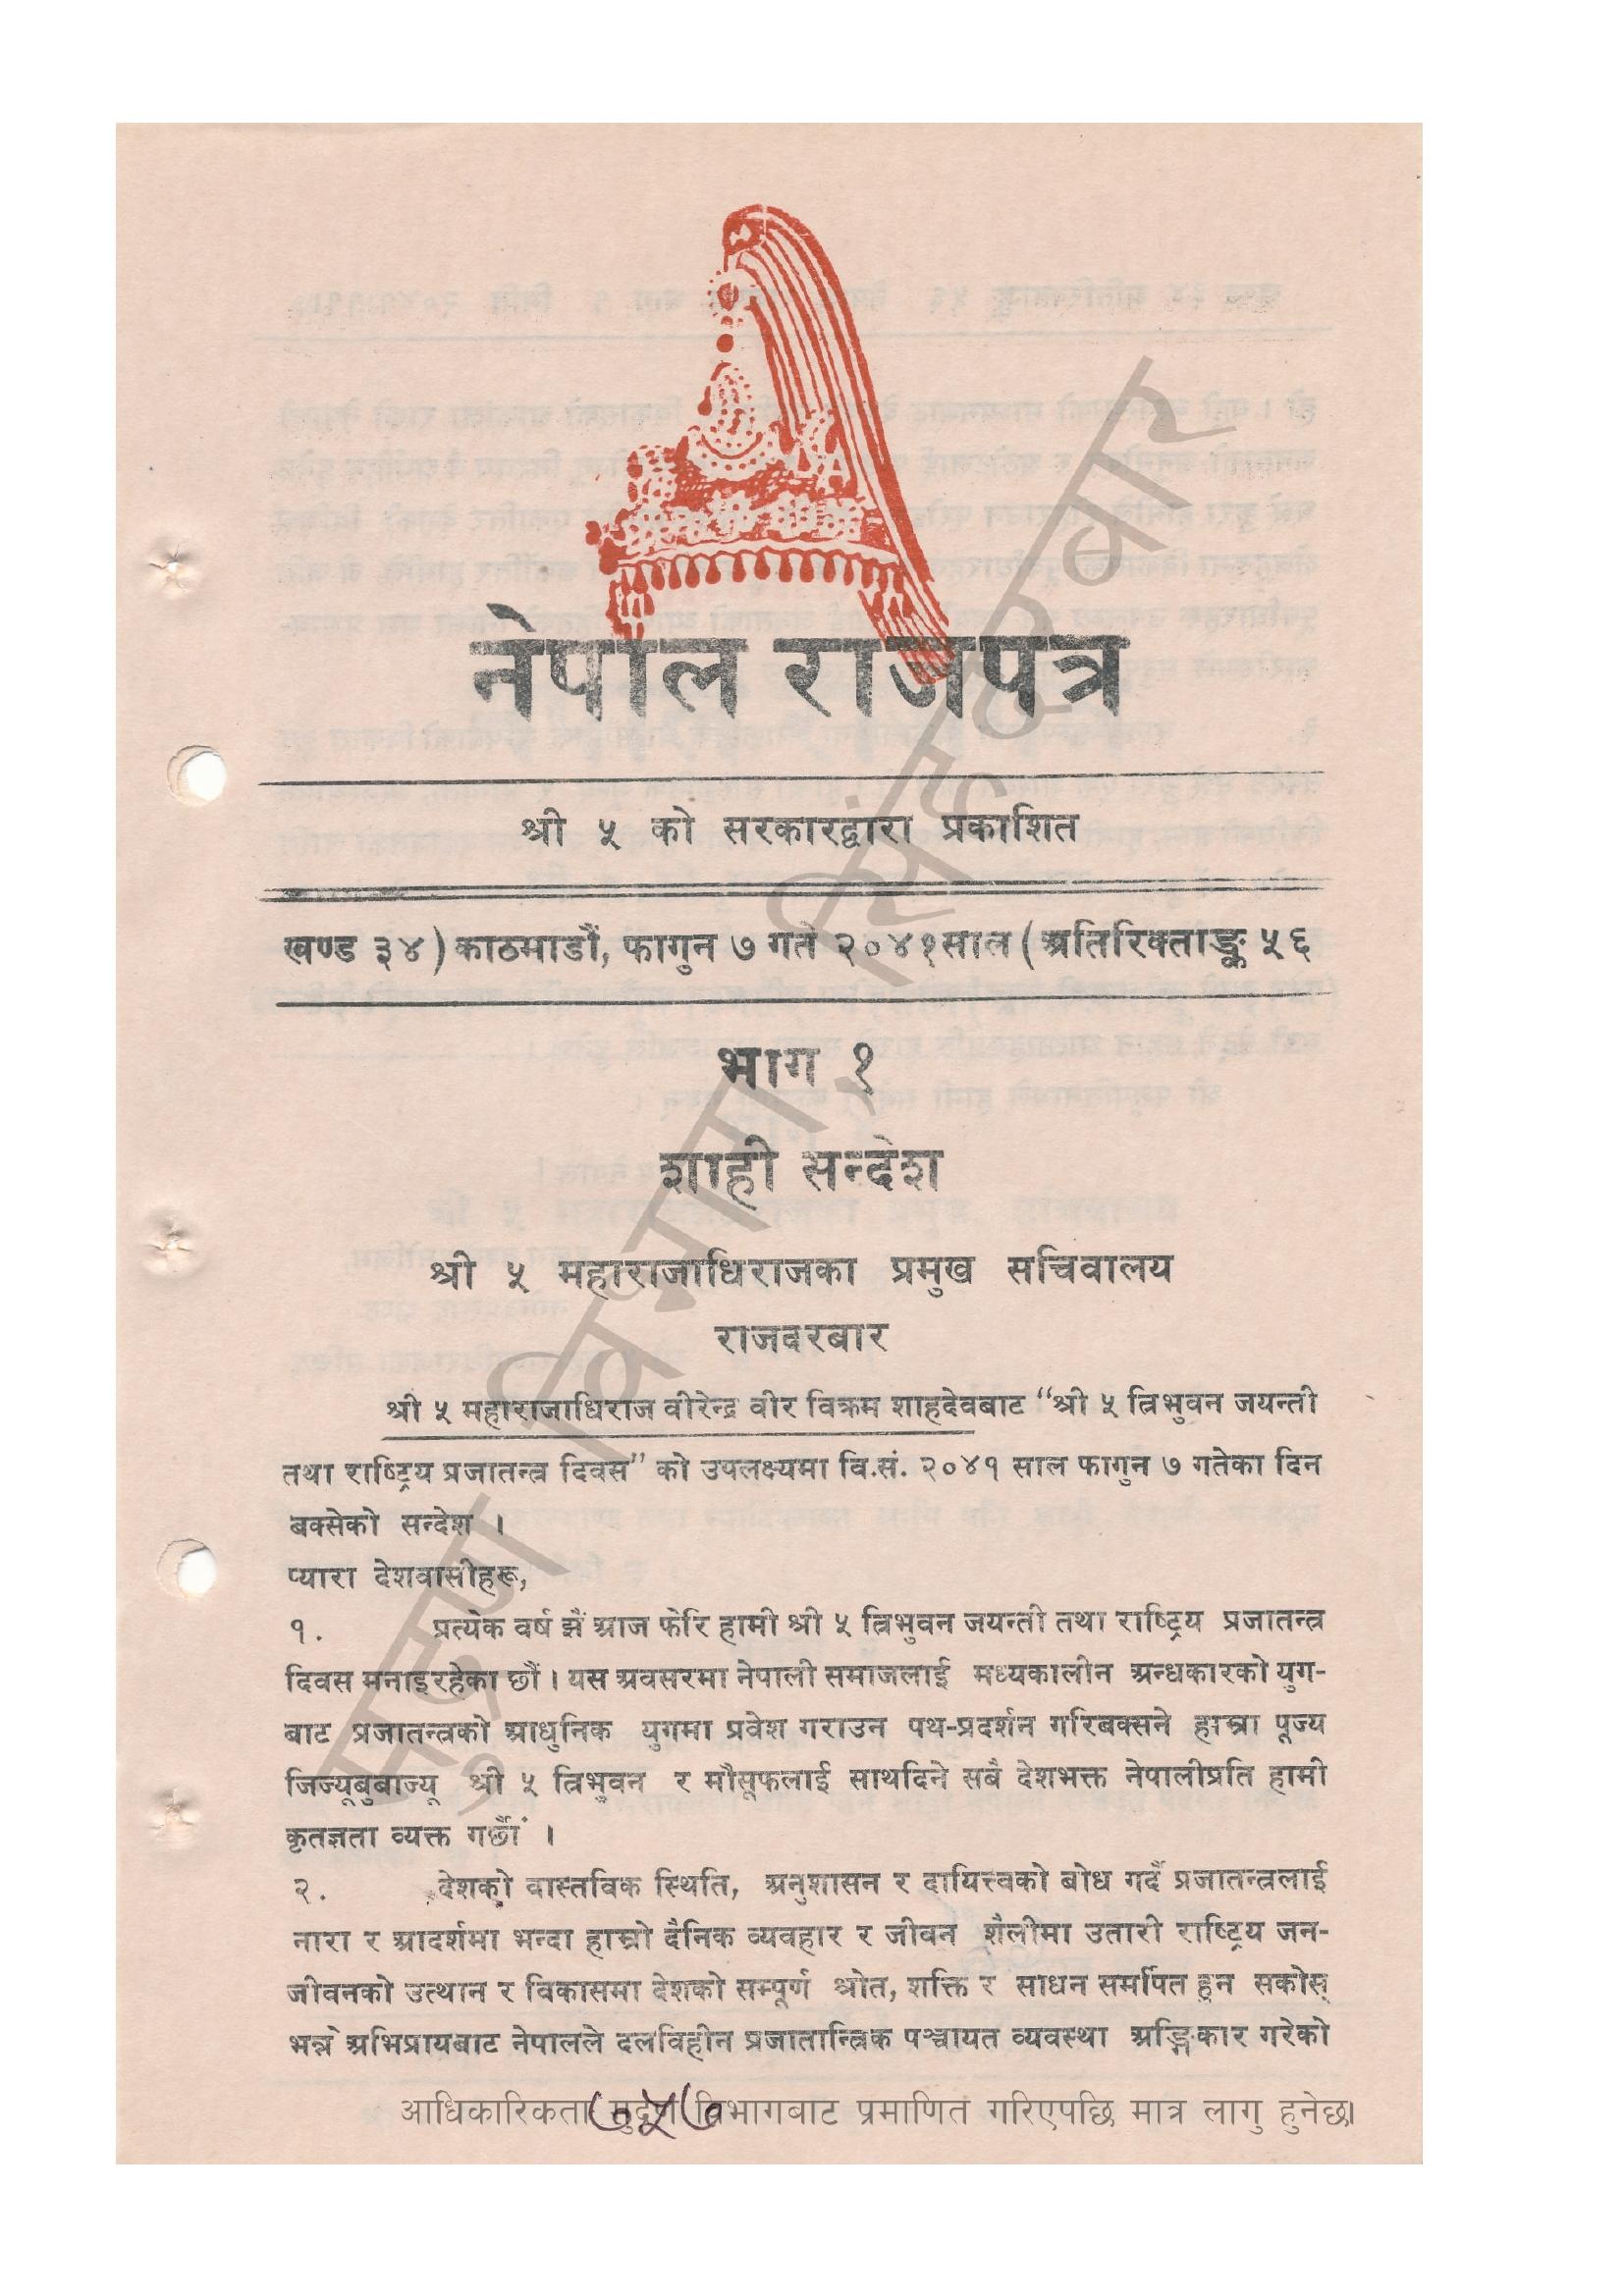 नेपाल राजपत्र
श्री ५ को सरकारद्वारा प्रकाशित
खण्ड ३४) काठमाडौं, फागुन ७ गते २०४१ साल (अतिरिक्ताङ्क ५६
भाग १
शाही सन्देश
श्री ५ महाराजाधिराजका प्रमुख सचिवालय
राजदरबार
श्री ५ महाराजाधिराज वीरेन्द्र वीर विक्रम शाहदेवबाट “श्री ५ त्रिभुवन जयन्ती
तथा राष्ट्रिय प्रजातन्त्र दिवस” को उपलक्ष्यमा वि.सं. २०४१ साल फागुन ७ गतेका दिन
बक्सेको सन्देश ।
प्यारा देशवासीहरू,
१. प्रत्येक वर्ष झैं आज फेरि हामी श्री ५ त्रिभुवन जयन्ती तथा राष्ट्रिय प्रजातन्त्र
दिवस मनाइरहेका छौं । यस अवसरमा नेपाली समाजलाई मध्यकालीन अन्धकारको युग-
बाट प्रजातन्त्रको आधुनिक युगमा प्रवेश गराउन पथ-प्रदर्शन गरिबक्सने हाम्रा पूज्य
जिज्यूबुबाज्यू श्री ५ त्रिभुवन र मौसूफलाई साथदिने सबै देशभक्त नेपालीप्रति हामी
कृतज्ञता व्यक्त गर्छौं ।
२. देशको वास्तविक स्थिति, अनुशासन र दायित्त्वको बोध गर्दै प्रजातन्त्रलाई
नारा र आदर्शमा भन्दा हाम्रो दैनिक व्यवहार र जीवन शैलीमा उतारी राष्ट्रिय जन-
जीवनको उत्थान र विकासमा देशको सम्पूर्ण श्रोत, शक्ति र साधन समर्पित हुन सकोस्
भन्ने अभिप्रायबाट नेपालले दलविहीन प्रजातान्त्रिक पञ्चायत व्यवस्था अङ्गिकार गरेको
आधिकारिकता मुद्रण विभागबाट प्रमाणित गरिएपछि मात्र लागु हुनेछ।
मुद्रण विभाग, सिंहदरबार